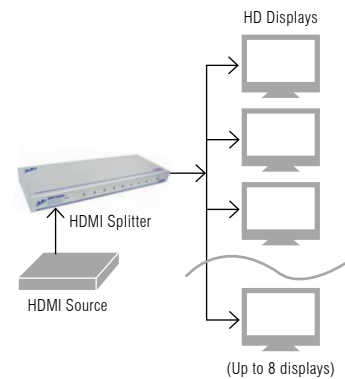 HD Displays
HDMI Splitter
HDMI Source
(Up to 8 displays)